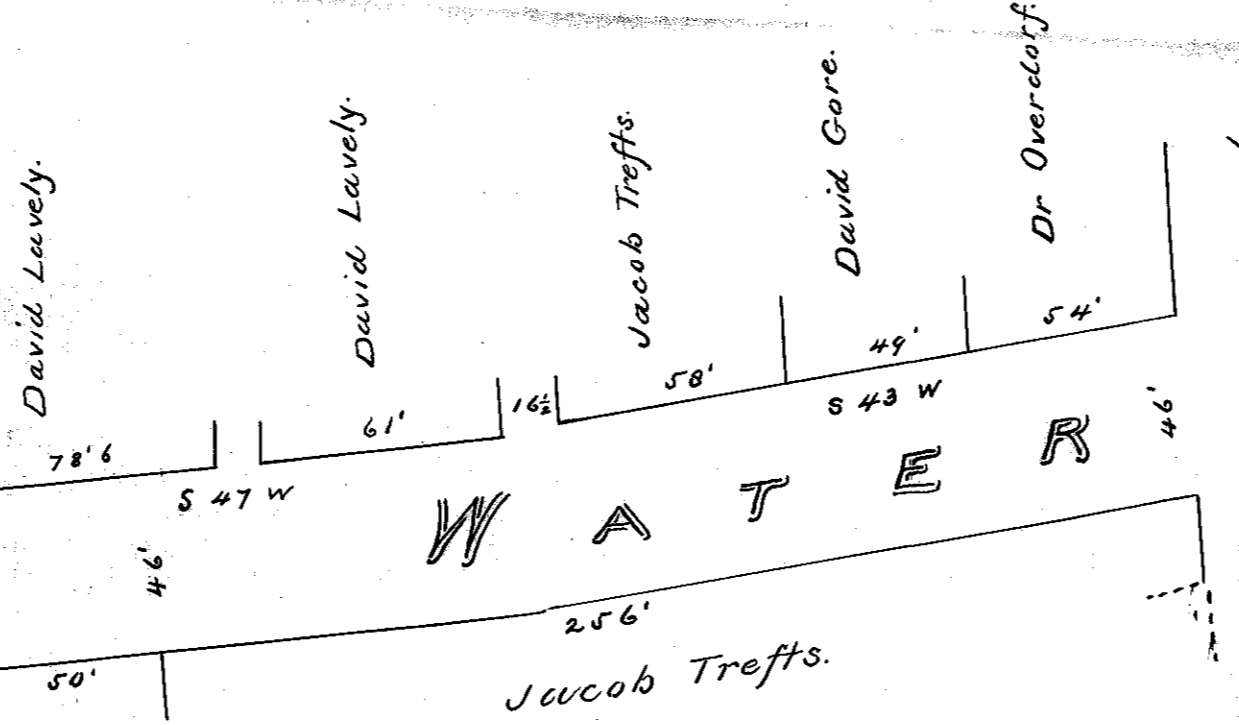 David Lavely.
David Lavely.
Jacob Trefts.
David Gore.
Dr Overdorf.
78'6
61'
16½
58'
49'
54'
S 47 W
S 43 W
46'
46'
WATER
50'
256'
Jacob Trefts.